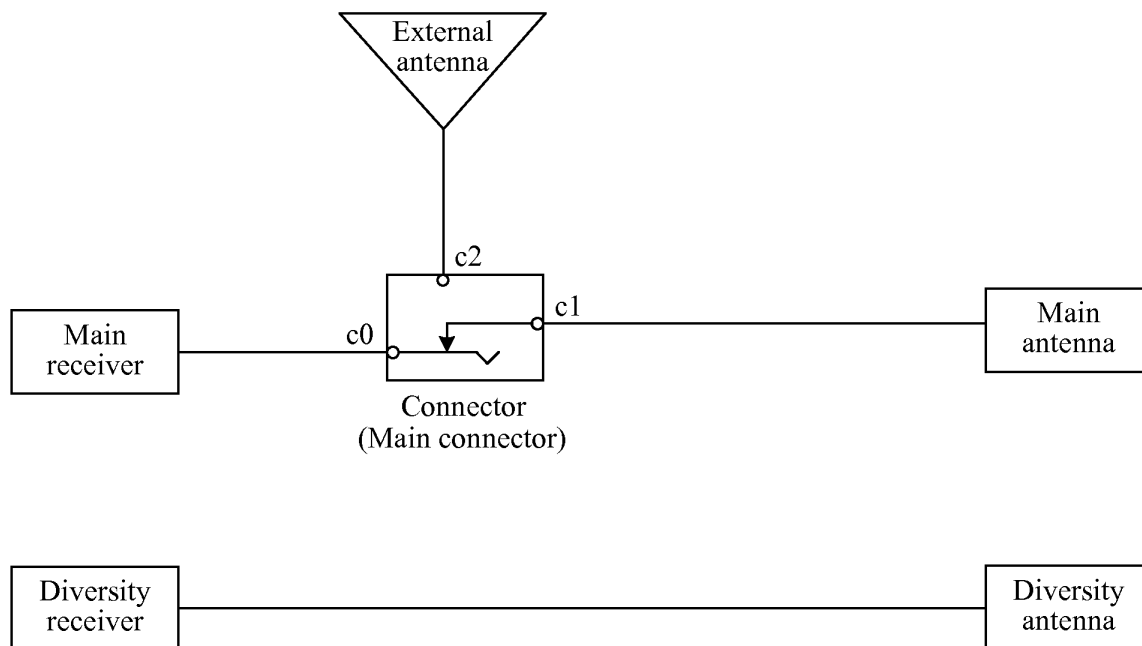 External
antenna
c2
c1
c0
Main
receiver
Main
antenna
Connector
(Main connector)
Diversity
receiver
Diversity
antenna